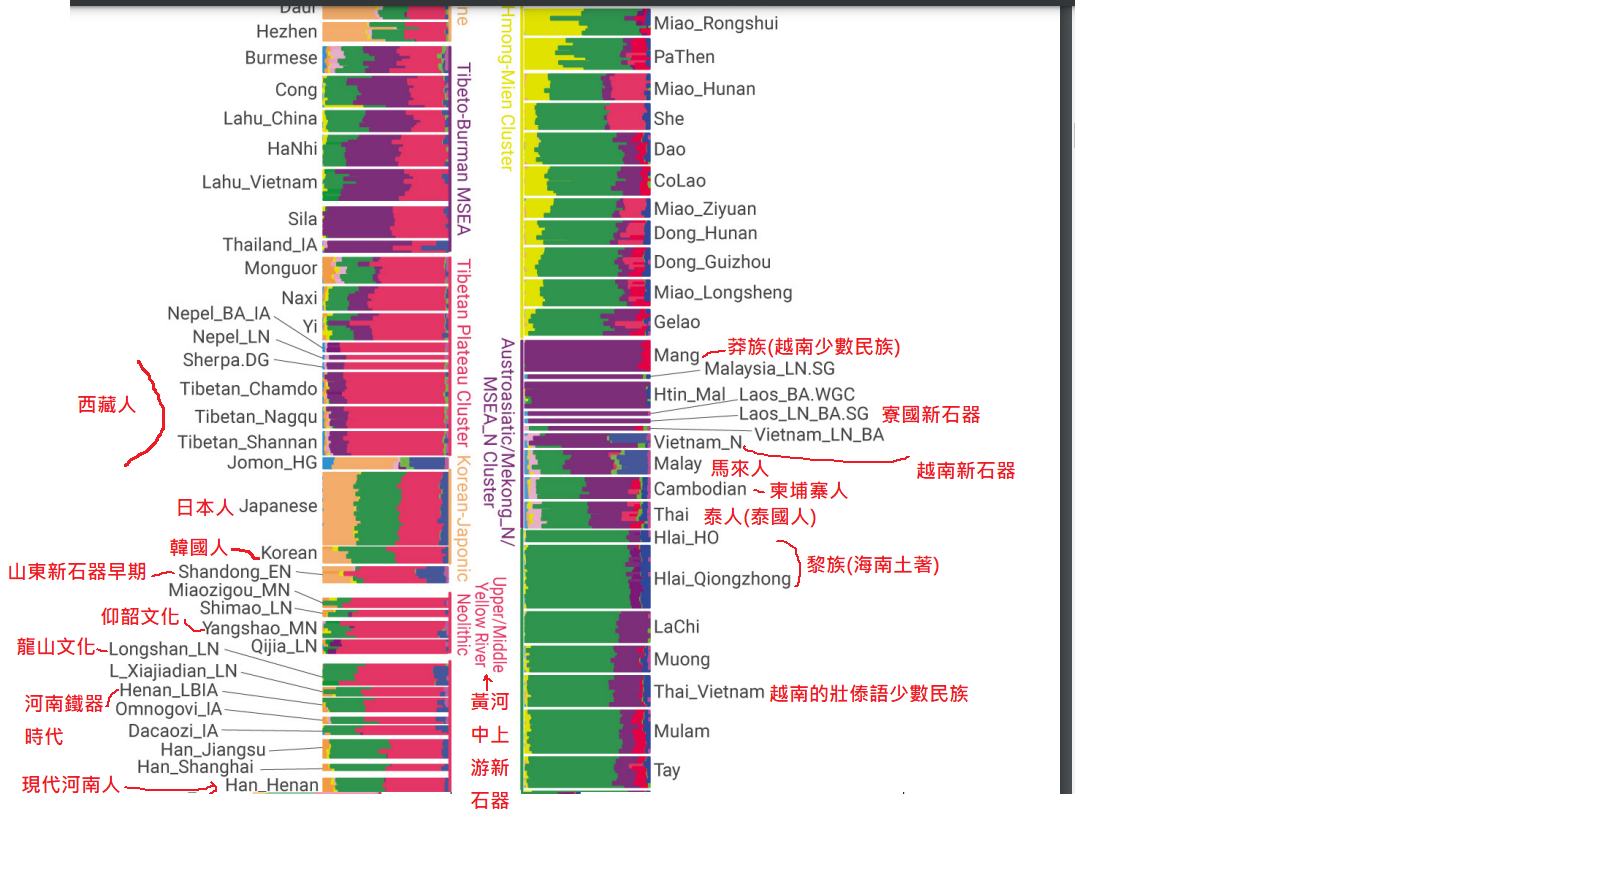 Daur
Hezhen
Burmese
Cong
Lahu_China
HaNhi
Lahu_Vietnam
Sila
Thailand_IA
Monguor
Naxi
Nepel_BA_IA
Yi
Nepel_LN
Sherpa.DG
Tibetan_Chamdo
西藏人
Tibetan_Nagqu
Tibetan_Shannan
Jomon_HG
日本人 Japanese
韓國人
Korean
山東新石器早期 Shandong_EN
Miaozigou_MN
Shimao_LN
仰韶文化
Yangshao_MN
龍山文化 Longshan_LN
Qijia_LN
L_Xiajiadian_LN
河南鐵器
時代
Henan_LBIA
Omnogovi_IA
Dacaozi_IA
Han_Jiangsu
Han_Shanghai
現代河南人 Han_Henan
ne
Tibeto-Burman MSEA
Tibetan Plateau Cluster
Korean-Japonic
Upper/Middle
Yellow River
Neolithic
黃河
中上
游新
石器
Hmong-Mien Cluster
Austroasiatic/Mekong_N/
MSEA_N Cluster
Miao_Rongshui
PaThen
Miao_Hunan
She
Dao
CoLao
Miao_Ziyuan
Dong_Hunan
Dong_Guizhou
Miao_Longsheng
Gelao
Mang 莽族(越南少數民族)
Malaysia_LN.SG
Htin_Mal Laos_BA.WGC
Laos_LN_BA.SG 寮國新石器
Vietnam_LN_BA
Vietnam_N
越南新石器
Malay 馬來人
Cambodian 柬埔寨人
Thai 泰人(泰國人)
Hlai_HO
黎族(海南土著)
Hlai_Qiongzhong
LaChi
Muong
Thai_Vietnam 越南的壯傣語少數民族
Mulam
Tay